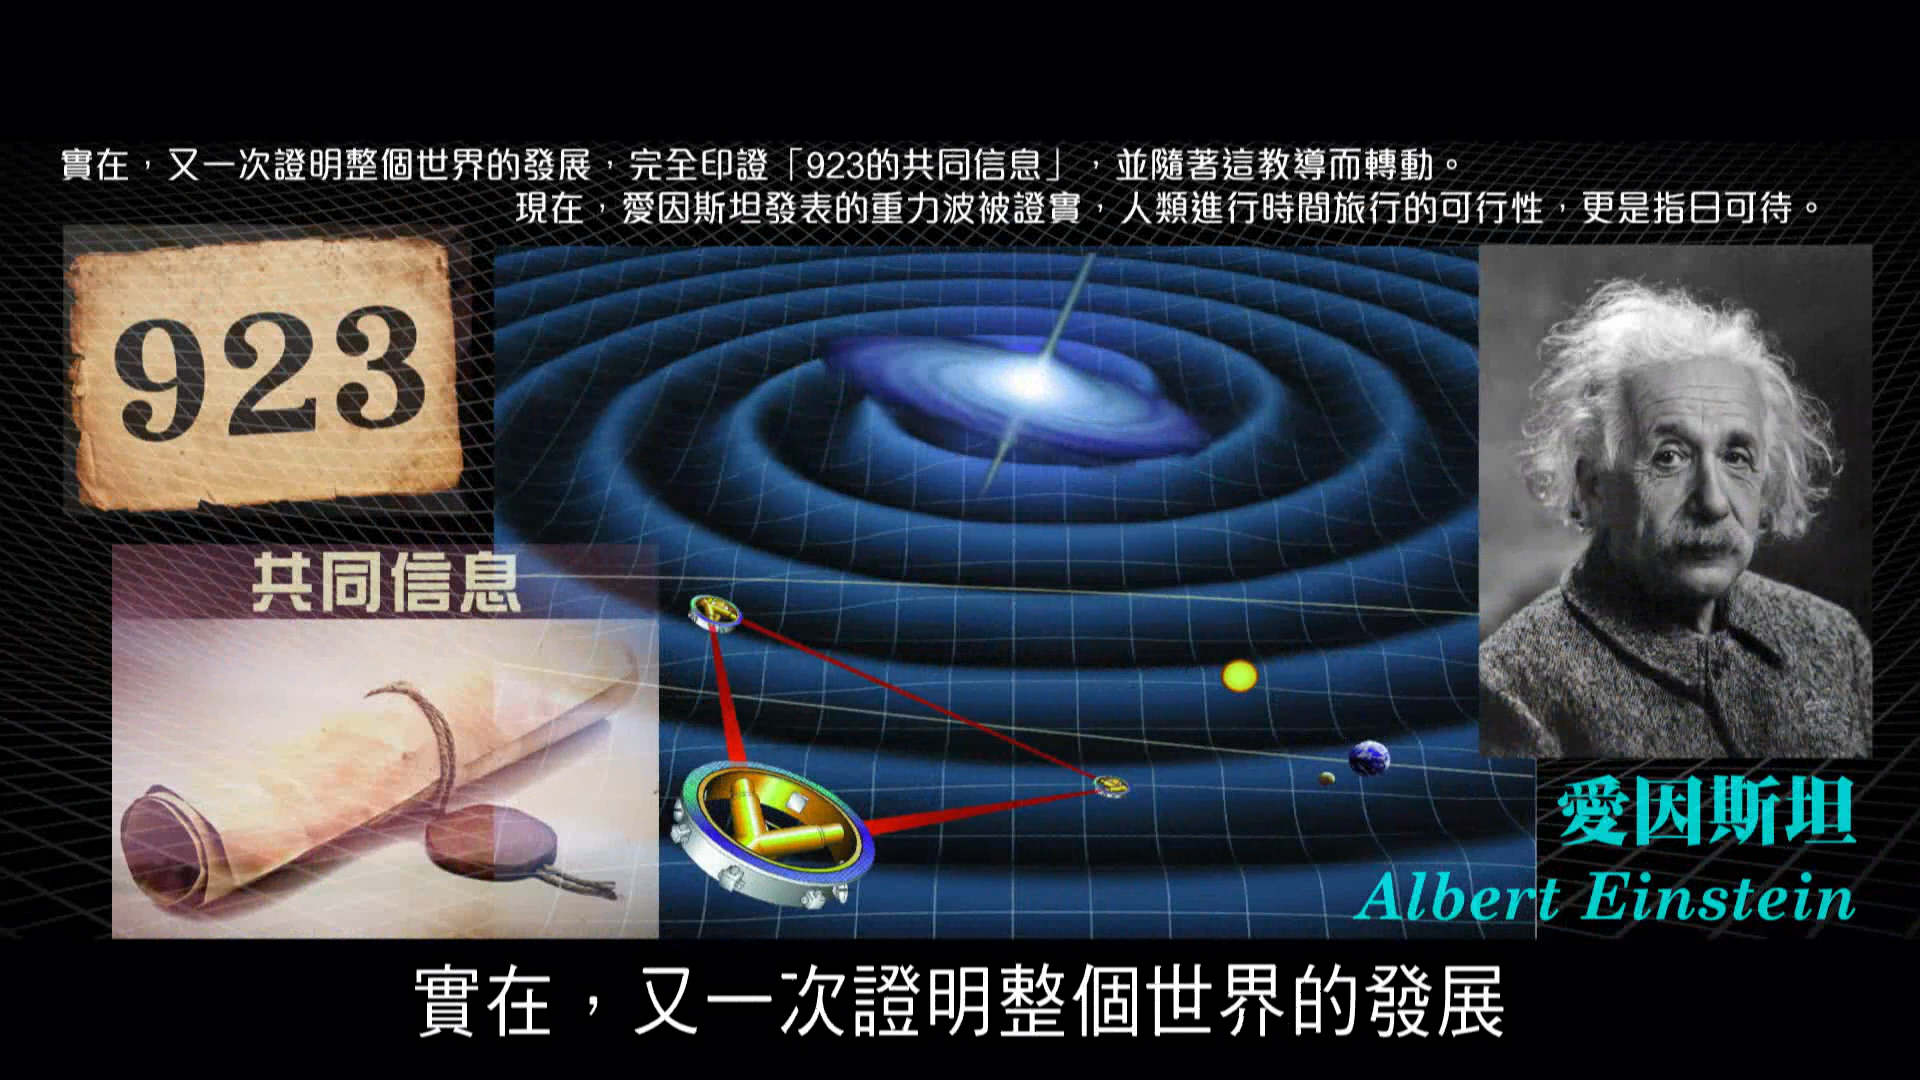 實在，又一次證明整個世界的發展，完全印證「923的共同信息」，並隨著這教導而轉動。
現在，愛因斯坦發表的重力波被證實，人類進行時間旅行的可行性，更是指日可待。
923
共同信息
愛因斯坦
Albert Einstein
實在，又一次證明整個世界的發展